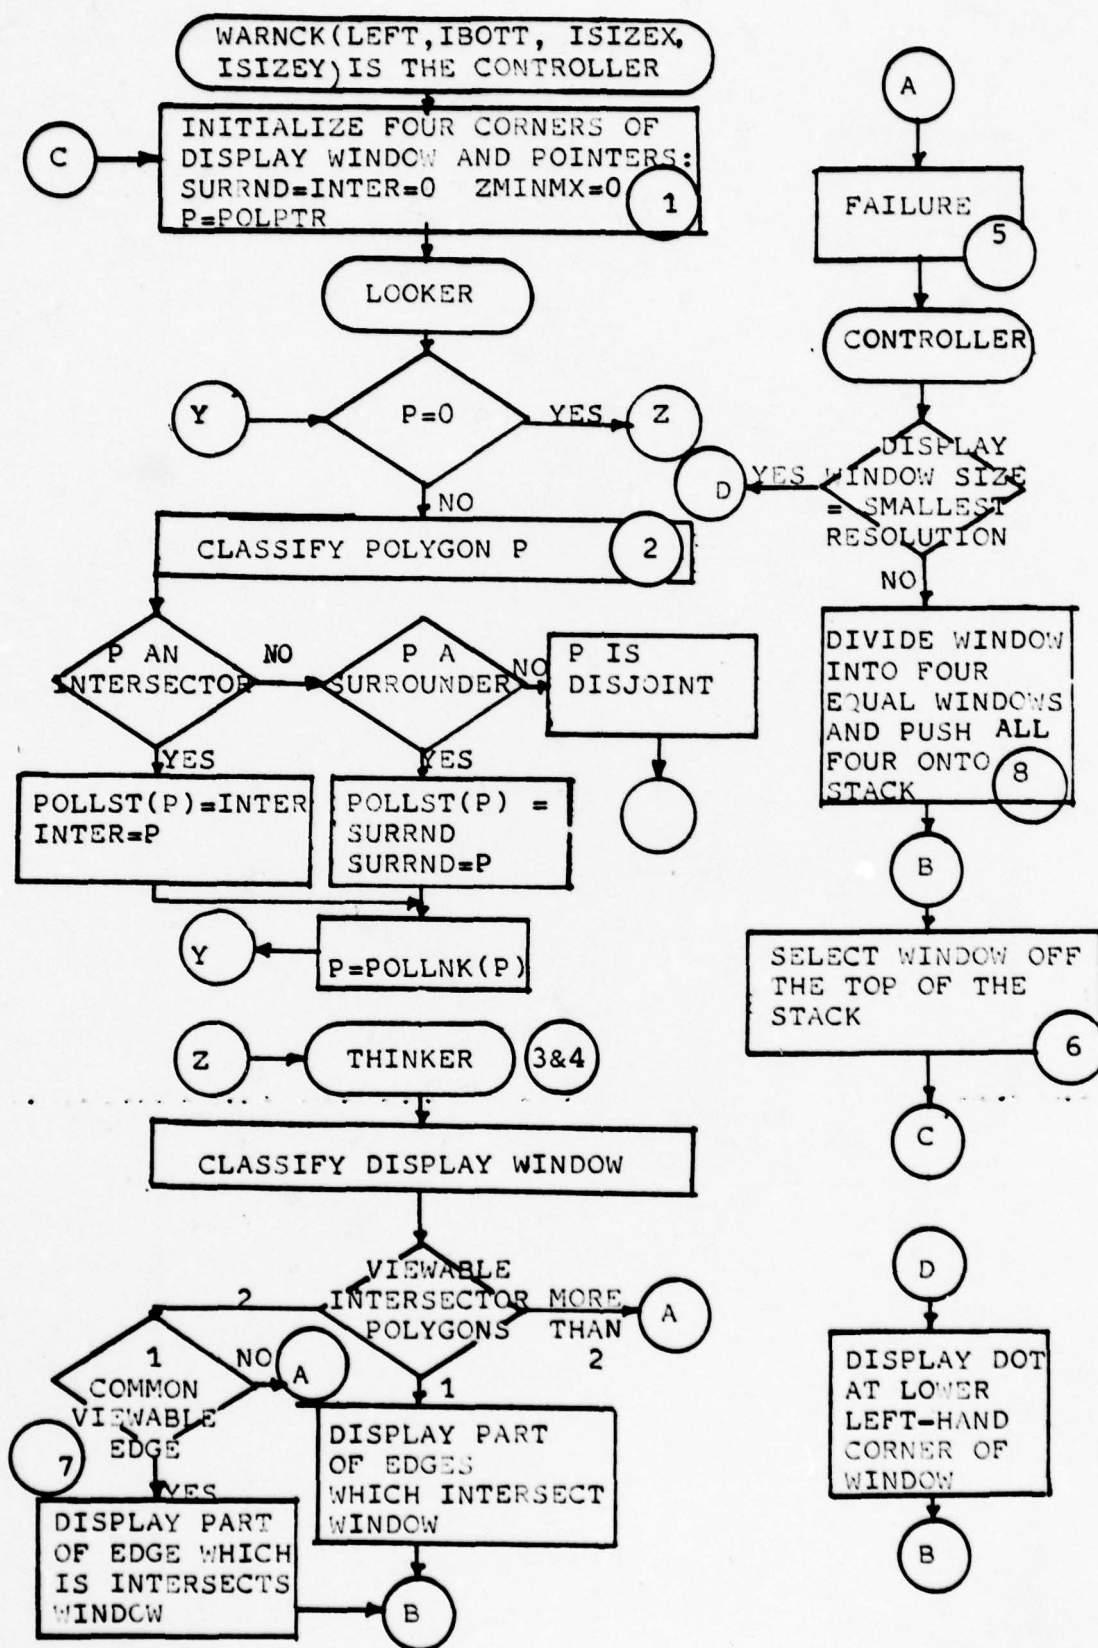 WARNCK(LEFT,IBOTT, ISIZEX,
ISIZEY) IS THE CONTROLLER
C
INITIALIZE FOUR CORNERS OF
DISPLAY WINDOW AND POINTERS:
SURRND=INTER=0 ZMINMX=0
P=POLPTR
1
LOOKER
Y
P=0
YES
Z
NO
CLASSIFY POLYGON P
2
P AN
INTERSECTOR
NO
P A
SURROUNDER
NO
P IS
DISJOINT
YES
YES
POLLST(P)=INTER
INTER=P
POLLST(P) =
SURRND
SURRND=P
Y
P=POLLNK(P)
Z
THINKER
3&4
CLASSIFY DISPLAY WINDOW
VIEWABLE
INTERSECTOR
POLYGONS
2
MORE
THAN
2
A
1
COMMON
VIEWABLE
EDGE
NO
A
1
7
YES
DISPLAY PART
OF EDGES
WHICH INTERSECT
WINDOW
DISPLAY PART
OF EDGE WHICH
IS INTERSECTS
WINDOW
B
A
FAILURE
5
CONTROLLER
DISPLAY
WINDOW SIZE
= SMALLEST
RESOLUTION
YES
D
NO
DIVIDE WINDOW
INTO FOUR
EQUAL WINDOWS
AND PUSH ALL
FOUR ONTO
STACK
8
B
SELECT WINDOW OFF
THE TOP OF THE
STACK
6
C
D
DISPLAY DOT
AT LOWER
LEFT-HAND
CORNER OF
WINDOW
B